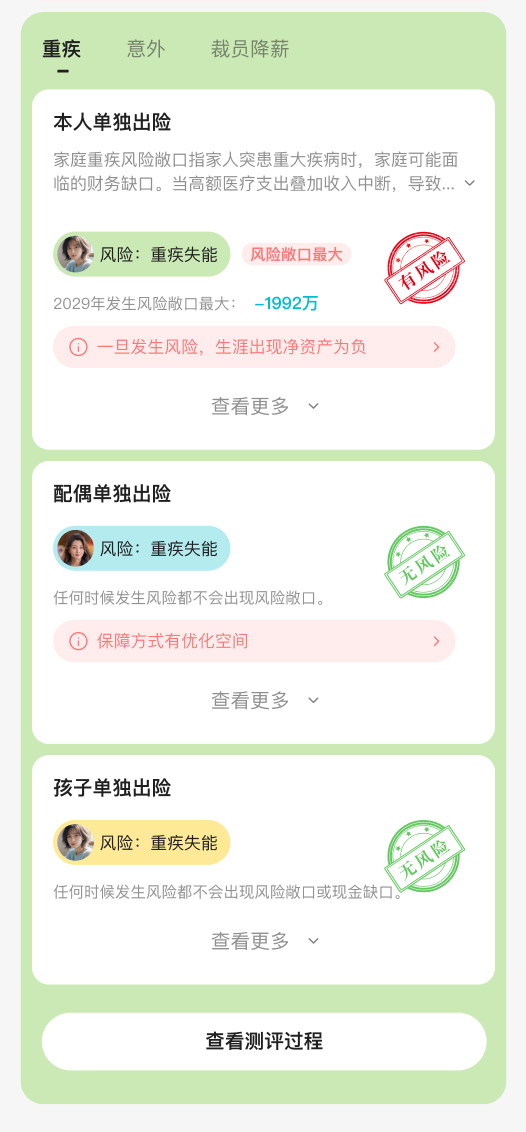 重疾 意外 裁员降薪
本人单独出险
家庭重疾风险敞口指家人突患重大疾病时，家庭可能面
临的财务缺口。当高额医疗支出叠加收入中断，导致...
风险：重疾失能 风险敞口最大
有风险
2029年发生风险敞口最大： -1992万
一旦发生风险，生涯出现净资产为负
查看更多
配偶单独出险
风险：重疾失能
无风险
任何时候发生风险都不会出现风险敞口。
保障方式有优化空间
查看更多
孩子单独出险
风险：重疾失能
无风险
任何时候发生风险都不会出现风险敞口或现金缺口。
查看更多
查看测评过程